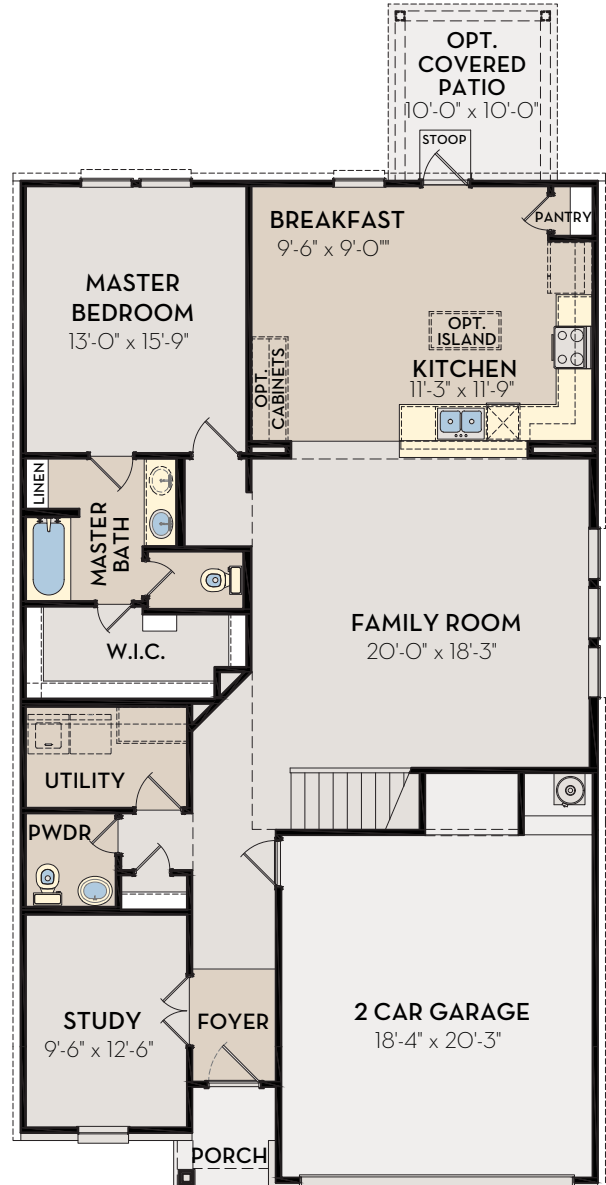 OPT.
COVERED
PATIO
10'-0" x 10'-0"
STOOP
BREAKFAST
9'-6" x 9'-0""
PANTRY
MASTER
BEDROOM
13'-0" x 15'-9"
OPT.
ISLAND
OPT.
CABINETS
KITCHEN
11'-3" x 11'-9"
LINEN
MASTER
BATH
FAMILY ROOM
20'-0" x 18'-3"
W.I.C.
UTILITY
PWDR
STUDY
9'-6" x 12'-6"
FOYER
2 CAR GARAGE
18'-4" x 20'-3"
PORCH